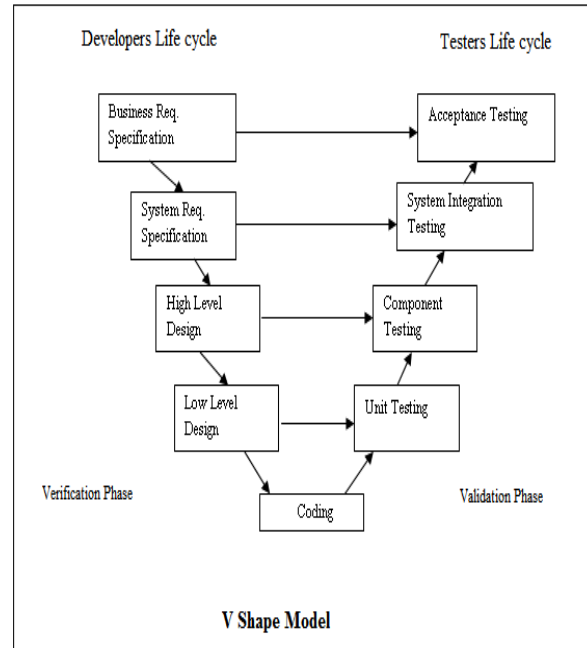 Developers Life cycle
Testers Life cycle
Business Req.
Specification
Acceptance Testing
System Req.
Specification
System Integration
Testing
High Level
Design
Component
Testing
Low Level
Design
Unit Testing
Verification Phase
Coding
Validation Phase
V Shape Model